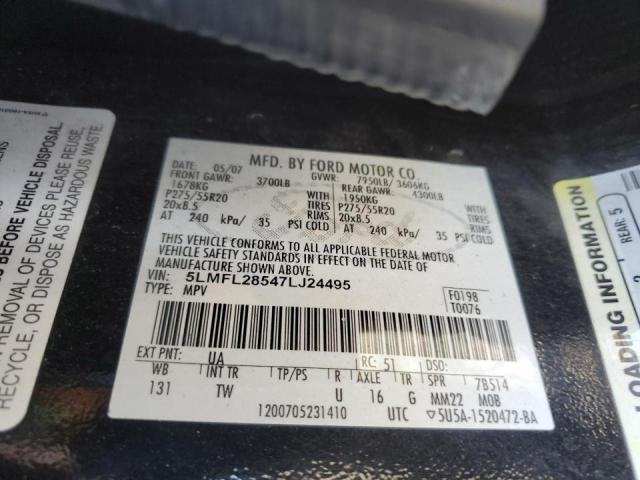 MFD. BY FORD MOTOR CO.
DATE: 05/07 GVWR: 7950LB/ 3606KG
FRONT GAWR: 3700LB REAR GAWR: 4300LB
1678KG 1950KG
P275/55R20 TIRES P275/55R20 TIRES
20x8.5 RIMS 20x8.5 RIMS
AT 240 kPa/ 35 PSI COLD AT 240 kPa/ 35 PSI COLD
THIS VEHICLE CONFORMS TO ALL APPLICABLE FEDERAL MOTOR
VEHICLE SAFETY STANDARDS IN EFFECT ON THE DATE OF
MANUFACTURE SHOWN ABOVE.
VIN: 5LMFL28547LJ24495
TYPE: MPV
F0198
T0076
EXT PNT: UA RC: 51 DSO:
WB INT TR TP/PS R AXLE TR SPR 7B514
131 TW U 16 G MM22 MOB
1200705231410 UTC 5U5A-1520472-BA
BEFORE VEHICLE DISPOSAL
REMOVAL OF DEVICES PLEASE REUSE,
RECYCLE, OR DISPOSE AS HAZARDOUS WASTE.
LOADING INFORMATION
REAR: 5